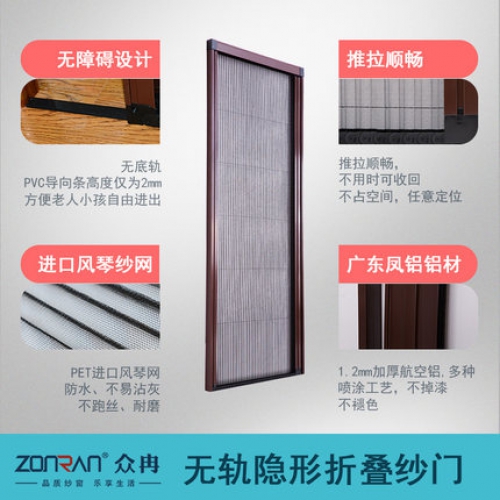 无障碍设计
无底轨
PVC导向条高度仅为2mm
方便老人小孩自由进出
推拉顺畅
推拉顺畅，
不用时可收回
不占空间，任意定位
进口风琴纱网
PET进口风琴网
防水、不易沾灰
不跑丝、耐磨
广东凤铝铝材
1.2mm加厚航空铝,多种
喷涂工艺，不掉漆
不褪色
ZONRAN® 众冉
品质纱窗 乐享生活
无轨隐形折叠纱门